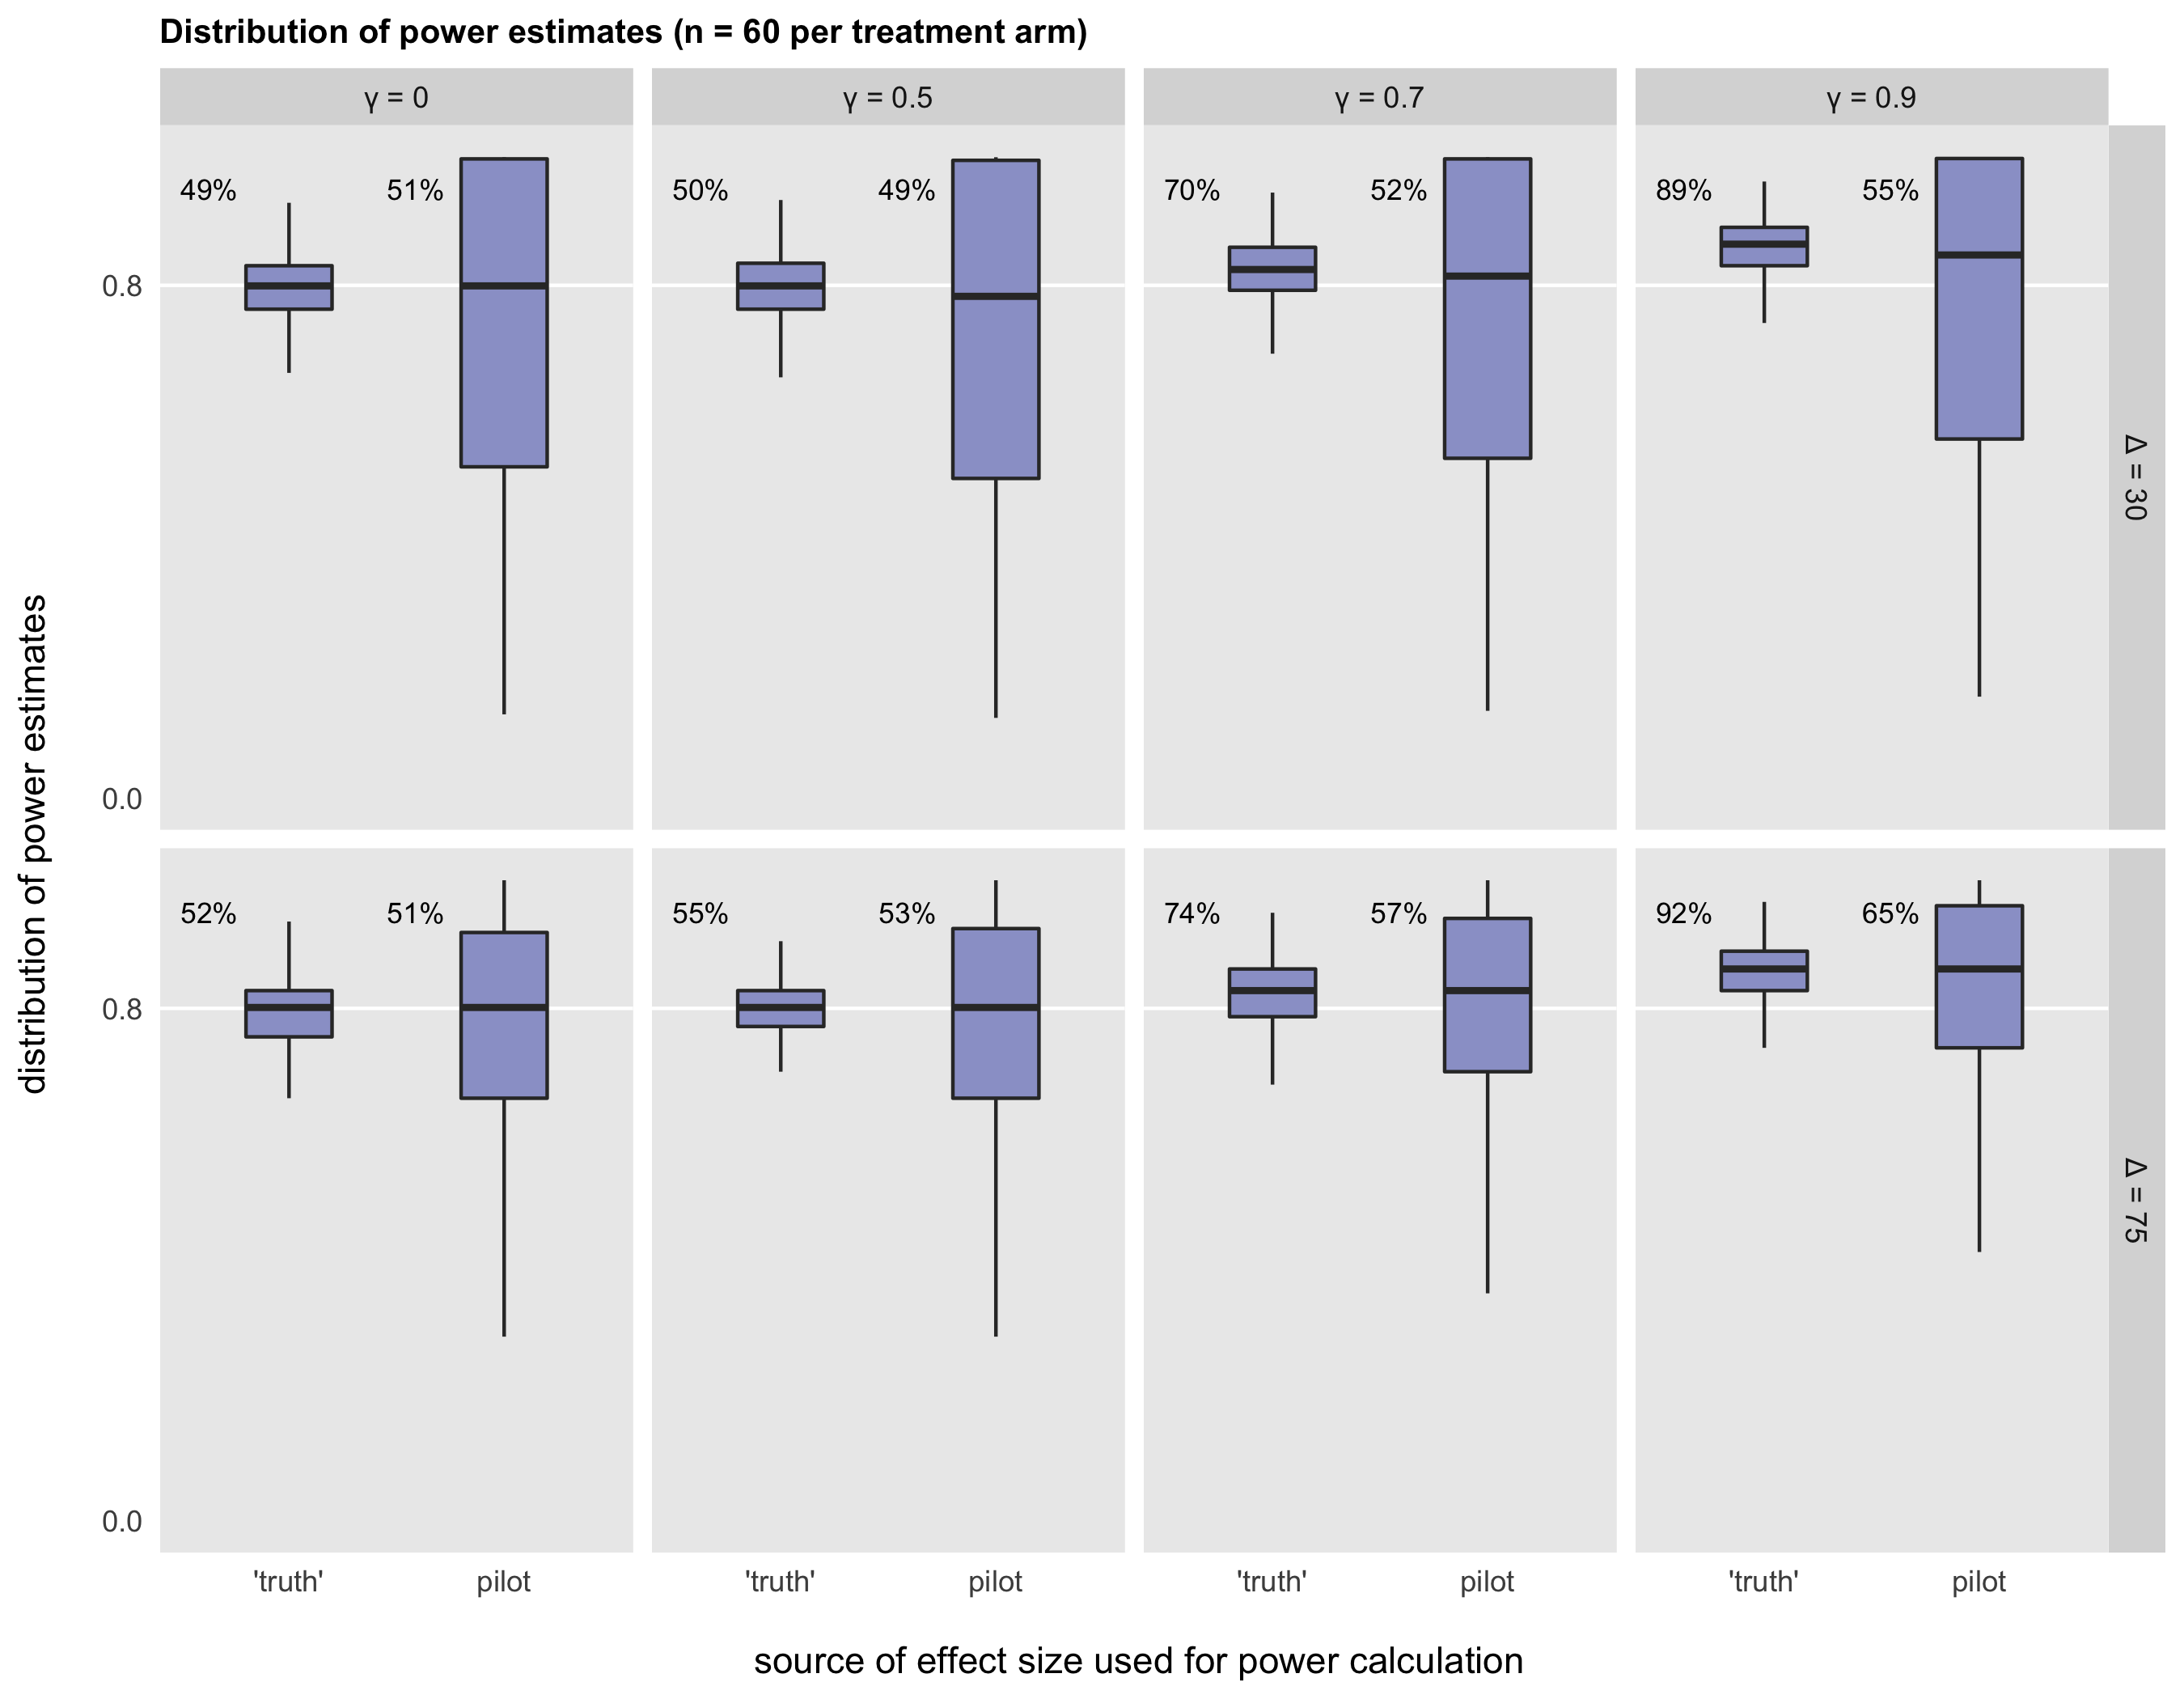 Distribution of power estimates (n = 60 per treatment arm)
γ = 0
γ = 0.5
γ = 0.7
γ = 0.9
49%
51%
50%
49%
70%
52%
89%
55%
0.8
0.0
Δ = 30
52%
51%
55%
53%
74%
57%
92%
65%
0.8
0.0
Δ = 75
distribution of power estimates
'truth'
pilot
'truth'
pilot
'truth'
pilot
'truth'
pilot
source of effect size used for power calculation